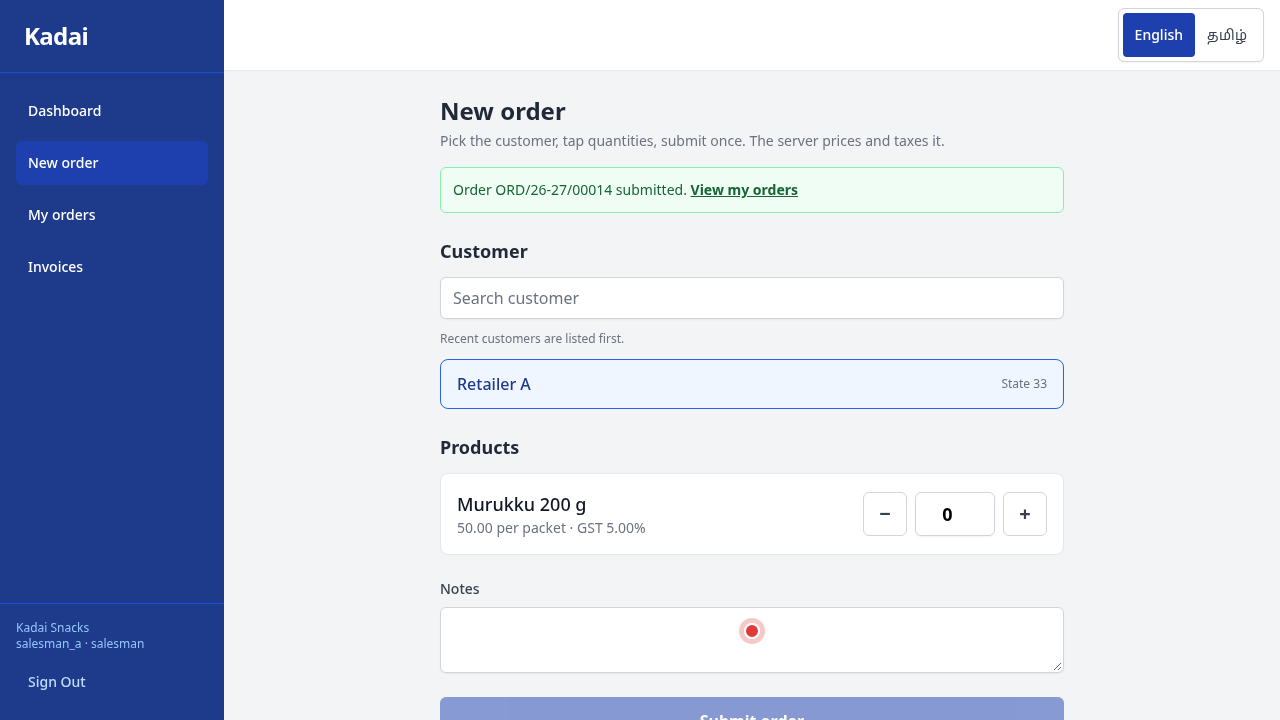 Kadai
English
தமிழ்
Dashboard
New order
My orders
Invoices
New order
Pick the customer, tap quantities, submit once. The server prices and taxes it.
Order ORD/26-27/00014 submitted. View my orders
Customer
Search customer
Recent customers are listed first.
Retailer A
State 33
Products
Murukku 200 g
50.00 per packet · GST 5.00%
− 0 +
Notes
Submit order
Kadai Snacks
salesman_a · salesman
Sign Out